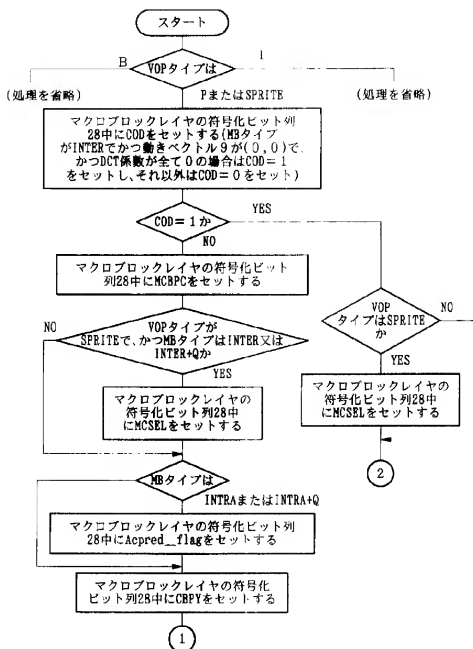 スタート
B
VOPタイプは
I
(処理を省略)
(処理を省略)
PまたはSPRITE
マクロブロックレイヤの符号化ビット列
28中にCODをセットする(MBタイプ
がINTERでかつ動きベクトル9が(0,0)で、
かつDCT係数が全て0の場合はCOD=1
をセットし、それ以外はCOD=0をセット)
COD=1か
YES
NO
マクロブロックレイヤの符号化ビット
列28中にMCBPCをセットする
VOP
タイプはSPRITE
か
NO
YES
NO
VOPタイプが
SPRITEで、かつMBタイプはINTER又は
INTER+Qか
YES
マクロブロックレイヤの
符号化ビット列28中
にMCSELをセットする
マクロブロックレイヤの
符号化ビット列28中
にMCSELをセットする
2
MBタイプは
INTRAまたはINTRA+Q
マクロブロックレイヤの符号化ビット列
28中にAcpred_flagをセットする
マクロブロックレイヤの符号化
ビット列28中にCBPYをセットする
1